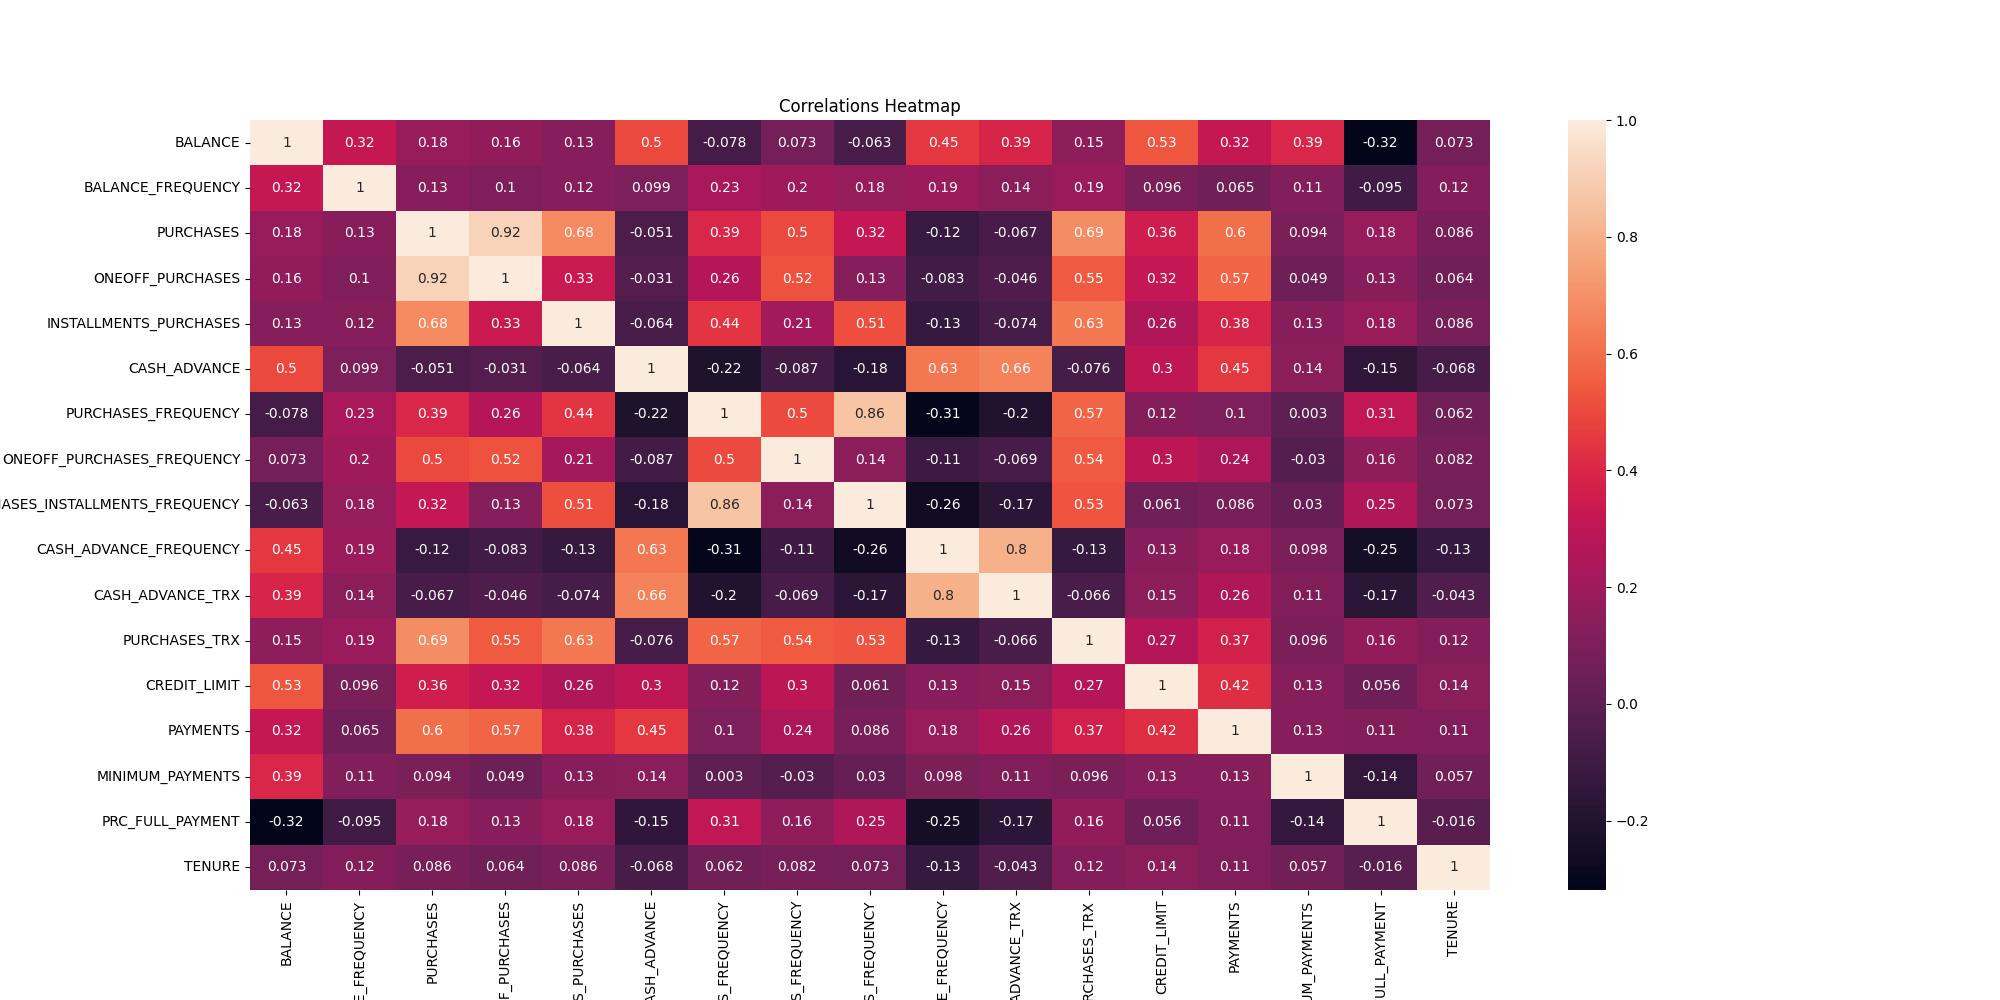 Correlations Heatmap
BALANCE 1 0.32 0.18 0.16 0.13 0.5 -0.078 0.073 -0.063 0.45 0.39 0.15 0.53 0.32 0.39 -0.32 0.073
BALANCE_FREQUENCY 0.32 1 0.13 0.1 0.12 0.099 0.23 0.2 0.18 0.19 0.14 0.19 0.096 0.065 0.11 -0.095 0.12
PURCHASES 0.18 0.13 1 0.92 0.68 -0.051 0.39 0.5 0.32 -0.12 -0.067 0.69 0.36 0.6 0.094 0.18 0.086
ONEOFF_PURCHASES 0.16 0.1 0.92 1 0.33 -0.031 0.26 0.52 0.13 -0.083 -0.046 0.55 0.32 0.57 0.049 0.13 0.064
INSTALLMENTS_PURCHASES 0.13 0.12 0.68 0.33 1 -0.064 0.44 0.21 0.51 -0.13 -0.074 0.63 0.26 0.38 0.13 0.18 0.086
CASH_ADVANCE 0.5 0.099 -0.051 -0.031 -0.064 1 -0.22 -0.087 -0.18 0.63 0.66 -0.076 0.3 0.45 0.14 -0.15 -0.068
PURCHASES_FREQUENCY -0.078 0.23 0.39 0.26 0.44 -0.22 1 0.5 0.86 -0.31 -0.2 0.57 0.12 0.1 0.003 0.31 0.062
ONEOFF_PURCHASES_FREQUENCY 0.073 0.2 0.5 0.52 0.21 -0.087 0.5 1 0.14 -0.11 -0.069 0.54 0.3 0.24 -0.03 0.16 0.082
HASES_INSTALLMENTS_FREQUENCY -0.063 0.18 0.32 0.13 0.51 -0.18 0.86 0.14 1 -0.26 -0.17 0.53 0.061 0.086 0.03 0.25 0.073
CASH_ADVANCE_FREQUENCY 0.45 0.19 -0.12 -0.083 -0.13 0.63 -0.31 -0.11 -0.26 1 0.8 -0.13 0.13 0.18 0.098 -0.25 -0.13
CASH_ADVANCE_TRX 0.39 0.14 -0.067 -0.046 -0.074 0.66 -0.2 -0.069 -0.17 0.8 1 -0.066 0.15 0.26 0.11 -0.17 -0.043
PURCHASES_TRX 0.15 0.19 0.69 0.55 0.63 -0.076 0.57 0.54 0.53 -0.13 -0.066 1 0.27 0.37 0.096 0.16 0.12
CREDIT_LIMIT 0.53 0.096 0.36 0.32 0.26 0.3 0.12 0.3 0.061 0.13 0.15 0.27 1 0.42 0.13 0.056 0.14
PAYMENTS 0.32 0.065 0.6 0.57 0.38 0.45 0.1 0.24 0.086 0.18 0.26 0.37 0.42 1 0.13 0.11 0.11
MINIMUM_PAYMENTS 0.39 0.11 0.094 0.049 0.13 0.14 0.003 -0.03 0.03 0.098 0.11 0.096 0.13 0.13 1 -0.14 0.057
PRC_FULL_PAYMENT -0.32 -0.095 0.18 0.13 0.18 -0.15 0.31 0.16 0.25 -0.25 -0.17 0.16 0.056 0.11 -0.14 1 -0.016
TENURE 0.073 0.12 0.086 0.064 0.086 -0.068 0.062 0.082 0.073 -0.13 -0.043 0.12 0.14 0.11 0.057 -0.016 1
BALANCE
E_FREQUENCY
PURCHASES
F_PURCHASES
S_PURCHASES
ASH_ADVANCE
S_FREQUENCY
S_FREQUENCY
S_FREQUENCY
E_FREQUENCY
ADVANCE_TRX
RCHASES_TRX
CREDIT_LIMIT
PAYMENTS
UM_PAYMENTS
ULL_PAYMENT
TENURE
1.0
0.8
0.6
0.4
0.2
0.0
−0.2